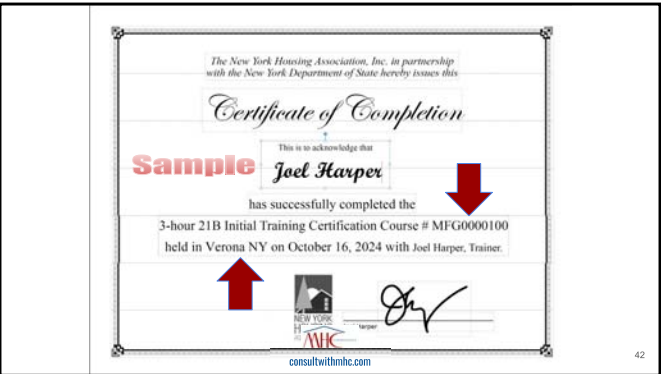 The New York Housing Association, Inc. in partnership
with the New York Department of State hereby issues this
Certificate of Completion
This is to acknowledge that
Sample
Joel Harper
has successfully completed the
3-hour 21B Initial Training Certification Course # MFG0000100
held in Verona NY on October 16, 2024 with Joel Harper, Trainer.
NEW YORK
MHC
consultwithmhc.com
42